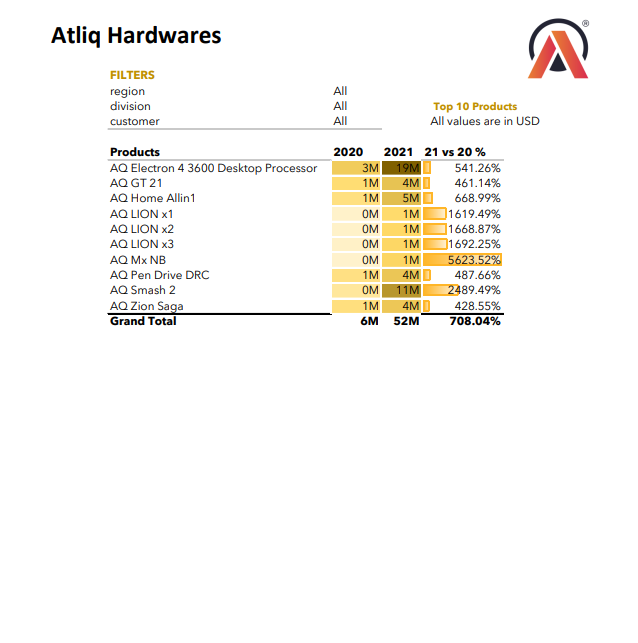 Atliq Hardwares
®
FILTERS
region All
division All Top 10 Products
customer All All values are in USD
Products 2020 2021 21 vs 20 %
AQ Electron 4 3600 Desktop Processor 3M 19M 541.26%
AQ GT 21 1M 4M 461.14%
AQ Home Allin1 1M 5M 668.99%
AQ LION x1 0M 1M 1619.49%
AQ LION x2 0M 1M 1668.87%
AQ LION x3 0M 1M 1692.25%
AQ Mx NB 0M 1M 5623.52%
AQ Pen Drive DRC 1M 4M 487.66%
AQ Smash 2 0M 11M 2489.49%
AQ Zion Saga 1M 4M 428.55%
Grand Total 6M 52M 708.04%